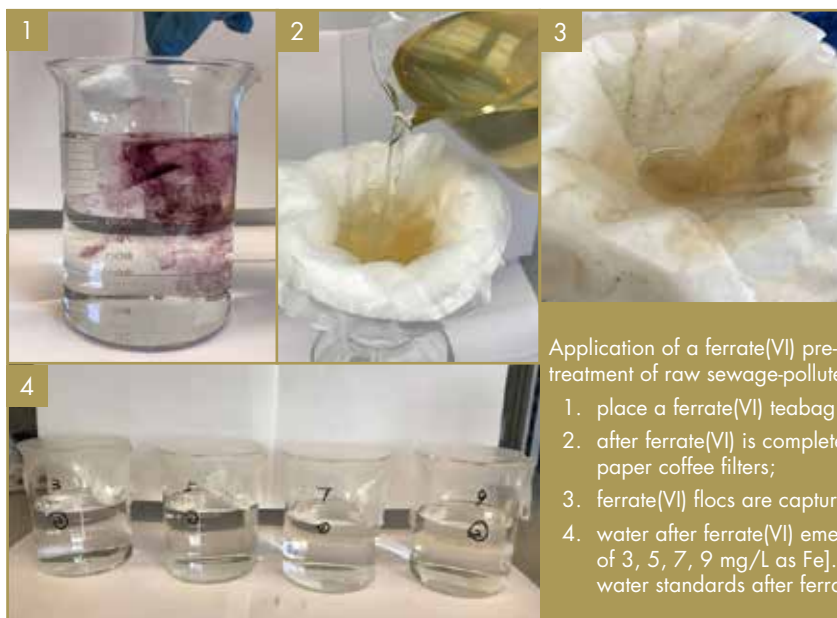 1
2
3
4
3
5
7
9
Application of a ferrate(VI) pre-
treatment of raw sewage-pollute
1. place a ferrate(VI) teabag
2. after ferrate(VI) is complete
paper coffee filters;
3. ferrate(VI) flocs are captur
4. water after ferrate(VI) eme
of 3, 5, 7, 9 mg/L as Fe].
water standards after ferra